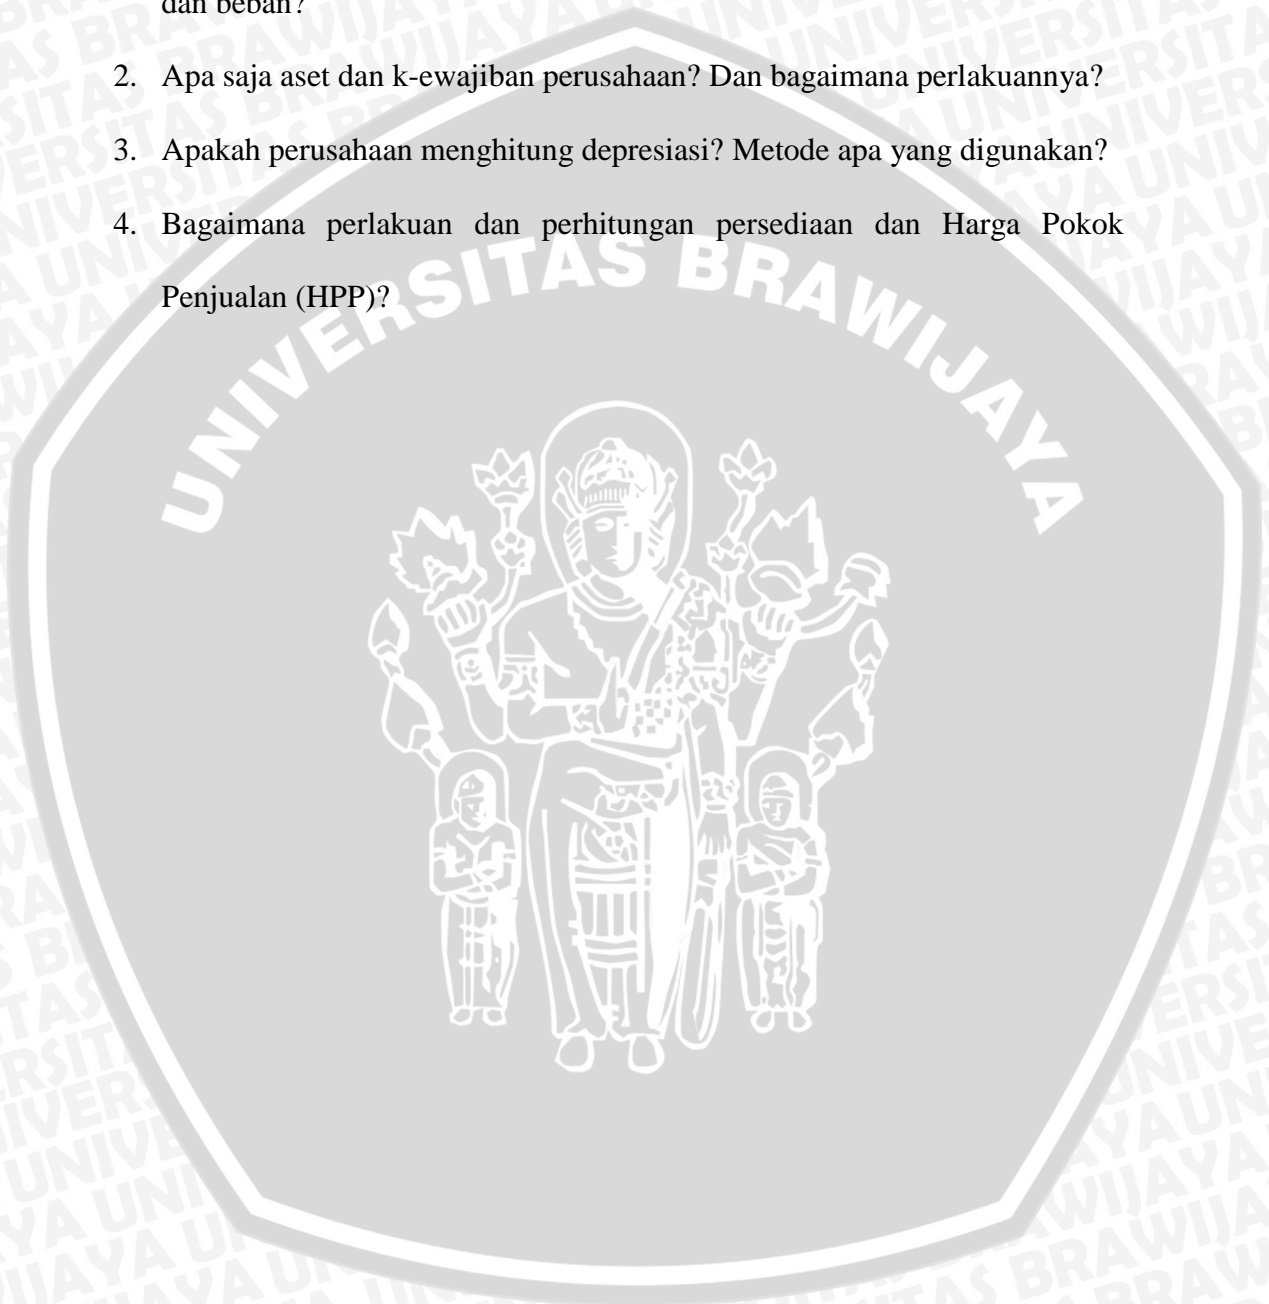 dan beban?
2. Apa saja aset dan k-ewajiban perusahaan? Dan bagaimana perlakuannya?
3. Apakah perusahaan menghitung depresiasi? Metode apa yang digunakan?
4. Bagaimana perlakuan dan perhitungan persediaan dan Harga Pokok
Penjualan (HPP)?
UNIVERSITAS BRAWIJAYA